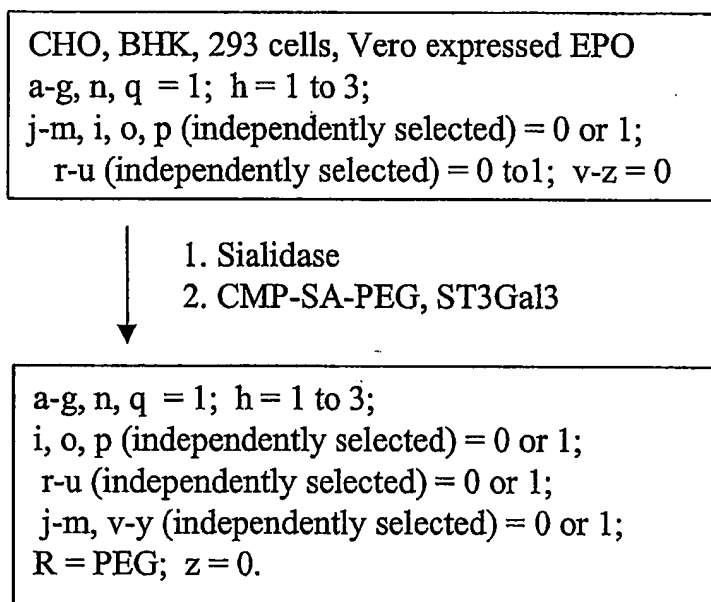 CHO, BHK, 293 cells, Vero expressed EPO
a-g, n, q = 1; h = 1 to 3;
j-m, i, o, p (independently selected) = 0 or 1;
r-u (independently selected) = 0 to1; v-z = 0
1. Sialidase
2. CMP-SA-PEG, ST3Gal3
a-g, n, q = 1; h = 1 to 3;
i, o, p (independently selected) = 0 or 1;
r-u (independently selected) = 0 or 1;
j-m, v-y (independently selected) = 0 or 1;
R = PEG; z = 0.